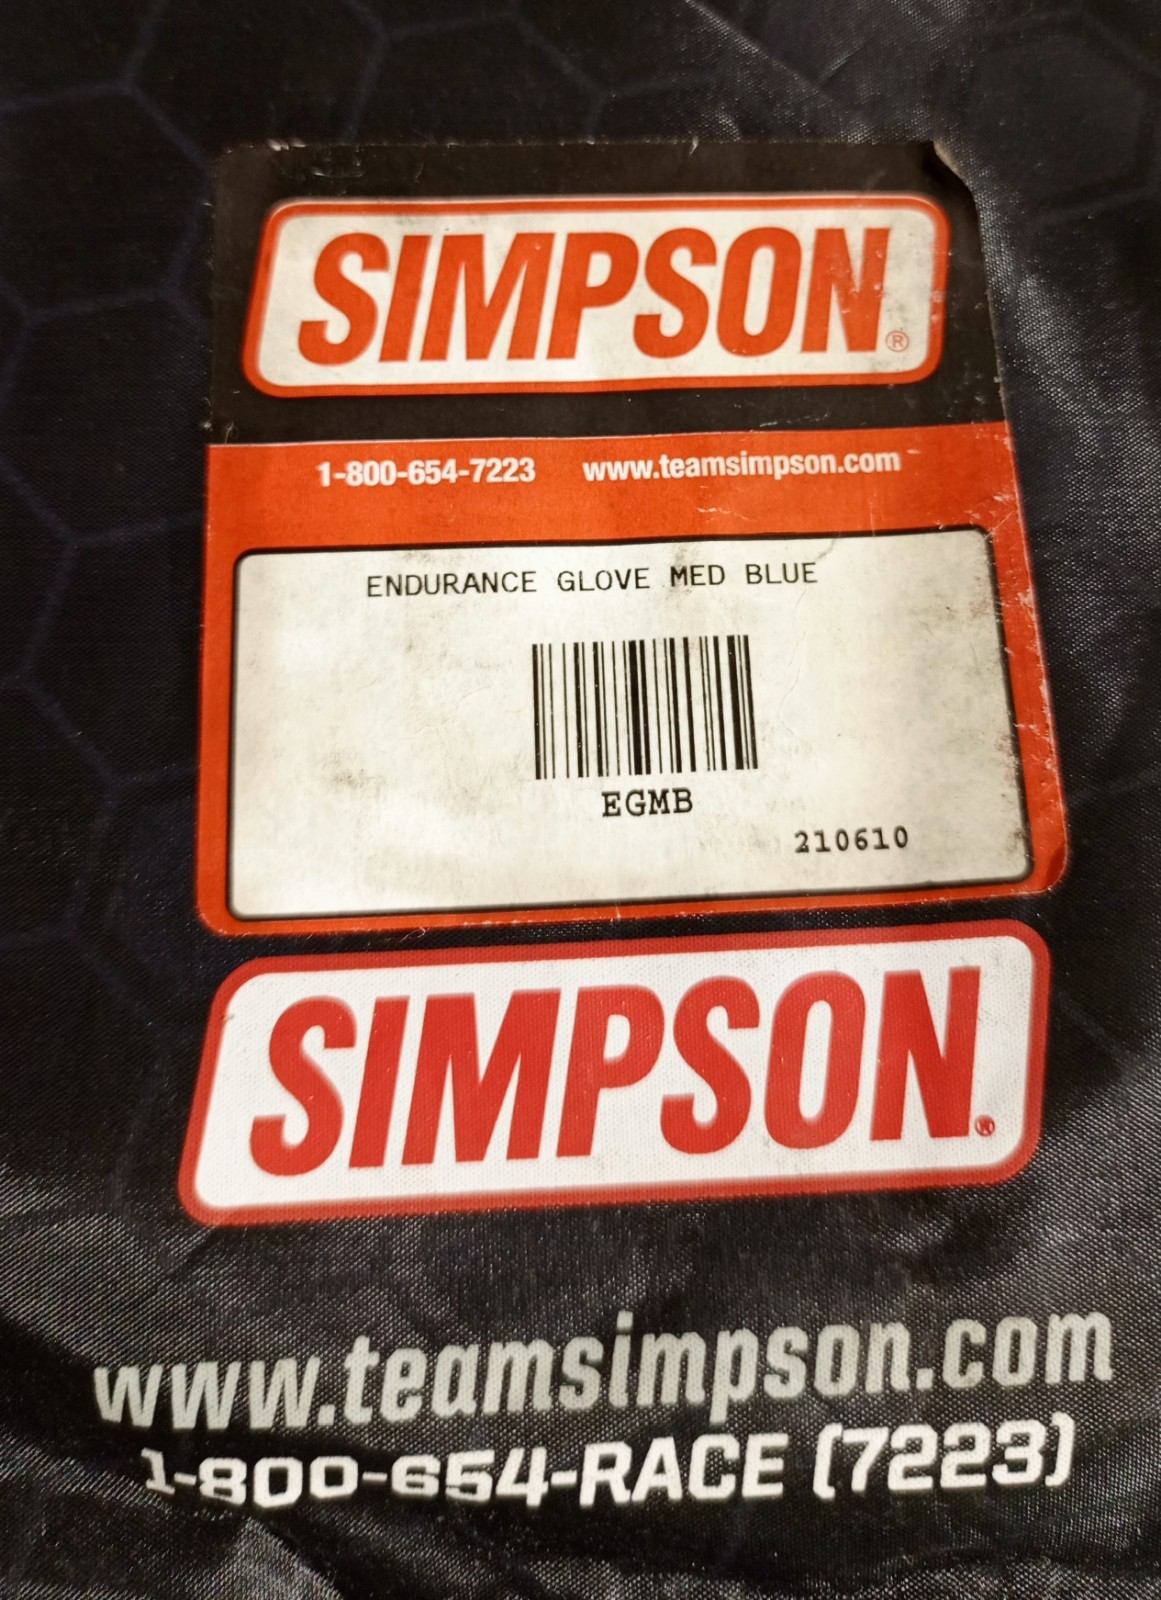 SIMPSON®
1-800-654-7223 www.teamsimpson.com
ENDURANCE GLOVE MED BLUE
EGMB
210610
SIMPSON®
www.teamsimpson.com
1-800-654-RACE (7223)